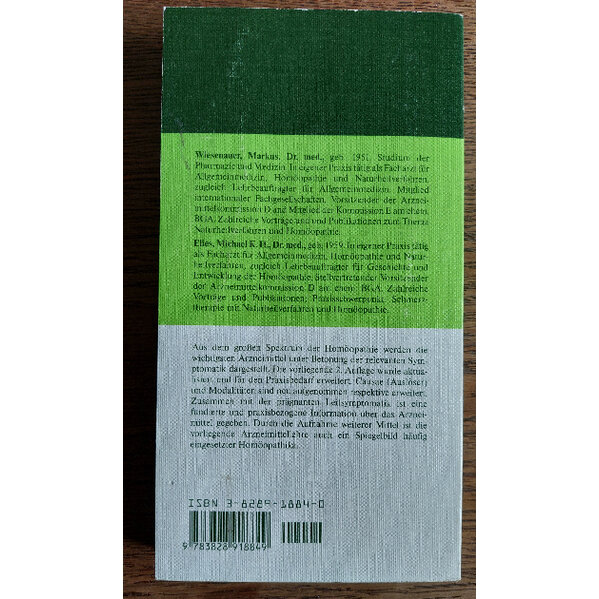 Wiesenauer, Markus, Dr. med., geb. 1951. Studium der
Pharmazie und Medizin. In eigener Praxis tätig als Facharzt für
Allgemeinmedizin, Homöopathie und Naturheilverfahren,
zugleich Lehrbeauftragter für Allgemeinmedizin. Mitglied
internationaler Fachgesellschaften. Vorsitzender der Arznei-
mittelkommission D und Mitglied der Kommission E am ehem.
BGA. Zahlreiche Vorträge und und Publikationen zum Thema
Naturheilverfahren und Homöopathie.
Elies, Michael K. H., Dr. med., geb. 1959. In eigener Praxis tätig
als Facharzt für Allgemeinmedizin, Homöopathie und Natur-
heilverfahren, zugleich Lehrbeauftragter für Geschichte und
Entwicklung der Homöopathie. Stellvertretender Vorsitzender
der Arzneimittelkommission D am ehem. BGA. Zahlreiche
Vorträge und Publikationen; Praxisschwerpunkt: Schmerz-
therapie mit Naturheilverfahren und Homöopathie.
Aus dem großen Spektrum der Homöopathie werden die
wichtigsten Arzneimittel unter Betonung der relevanten Sym-
ptomatik dargestellt. Die vorliegende 2. Auflage wurde aktua-
lisiert und für den Praxisbedarf erweitert. Causae (Auslöser)
und Modalitäten sind neu aufgenommen respektive erweitert.
Zusammen mit der prägnanten Leitsymptomatik ist eine
fundierte und praxisbezogene Information über das Arznei-
mittel gegeben. Durch die Aufnahme weiterer Mittel ist die
vorliegende Arzneimittellehre auch ein Spiegelbild häufig
eingesetzter Homöopathika.
ISBN 3-8289-1884-0
9 783828 918849